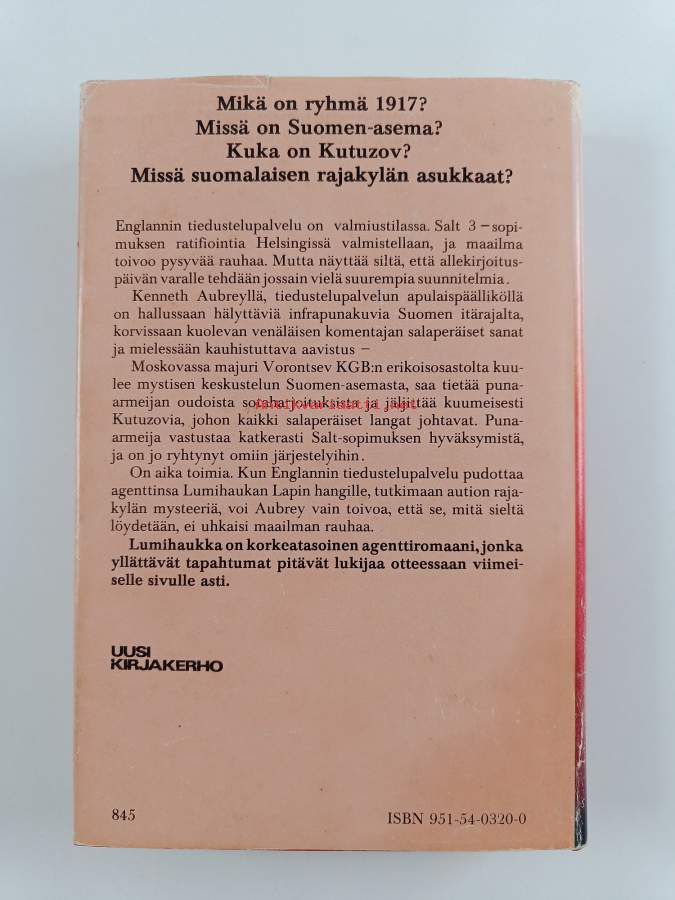 Mikä on ryhmä 1917?
Missä on Suomen-asema?
Kuka on Kutuzov?
Missä suomalaisen rajakylän asukkaat?
Englannin tiedustelupalvelu on valmiustilassa. Salt 3 – sopi-
muksen ratifiointia Helsingissä valmistellaan, ja maailma
toivoo pysyvää rauhaa. Mutta näyttää siltä, että allekirjoitus-
päivän varalle tehdään jossain vielä suurempia suunnitelmia.
Kenneth Aubreyllä, tiedustelupalvelun apulaispäälliköllä
on hallussaan hälyttäviä infrapunakuvia Suomen itärajalta,
korvissaan kuolevan venäläisen komentajan salaperäiset sanat
ja mielessään kauhistuttava aavistus –
Moskovassa majuri Vorontsev KGB:n erikoisosastolta kuu-
lee mystisen keskustelun Suomen-asemasta, saa tietää puna-
armeijan oudoista sotaharjoituksista ja jäljittää kuumeisesti
Antikvariaatti.net
Kutuzovia, johon kaikki salaperäiset langat johtavat. Puna-
armeija vastustaa katkerasti Salt-sopimuksen hyväksymistä,
ja on jo ryhtynyt omiin järjestelyihin.
On aika toimia. Kun Englannin tiedustelupalvelu pudottaa
agenttinsa Lumihaukan Lapin hangille, tutkimaan aution raja-
kylän mysteeriä, voi Aubrey vain toivoa, että se, mitä sieltä
löydetään, ei uhkaisi maailman rauhaa.
Lumihaukka on korkeatasoinen agenttiromaani, jonka
yllättävät tapahtumat pitävät lukijaa otteessaan viimei-
selle sivulle asti.
UUSI
KIRJAKERHO
845
ISBN 951-54-0320-0